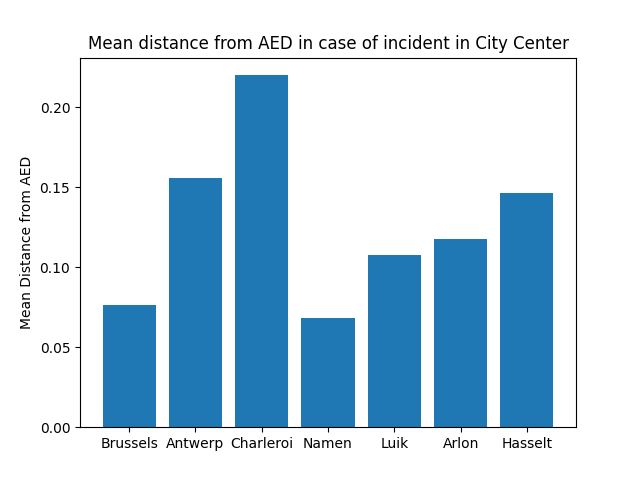 Mean distance from AED in case of incident in City Center
Mean Distance from AED
0.20
0.15
0.10
0.05
0.00
Brussels Antwerp Charleroi Namen Luik Arlon Hasselt